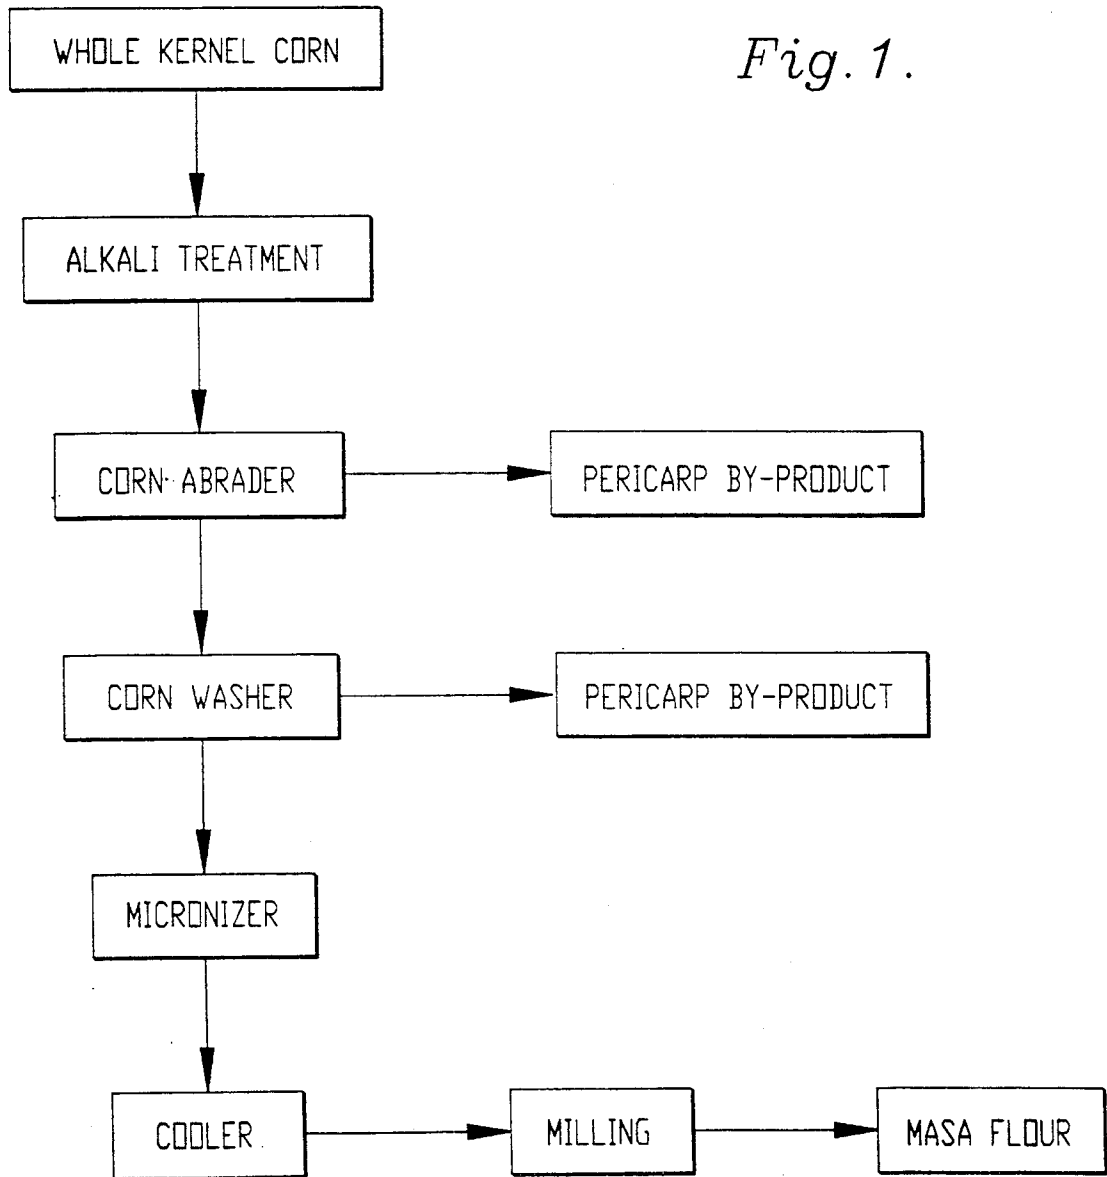 WHOLE KERNEL CORN
Fig. 1.
ALKALI TREATMENT
CORN ABRADER
PERICARP BY-PRODUCT
CORN WASHER
PERICARP BY-PRODUCT
MICRONIZER
COOLER
MILLING
MASA FLOUR